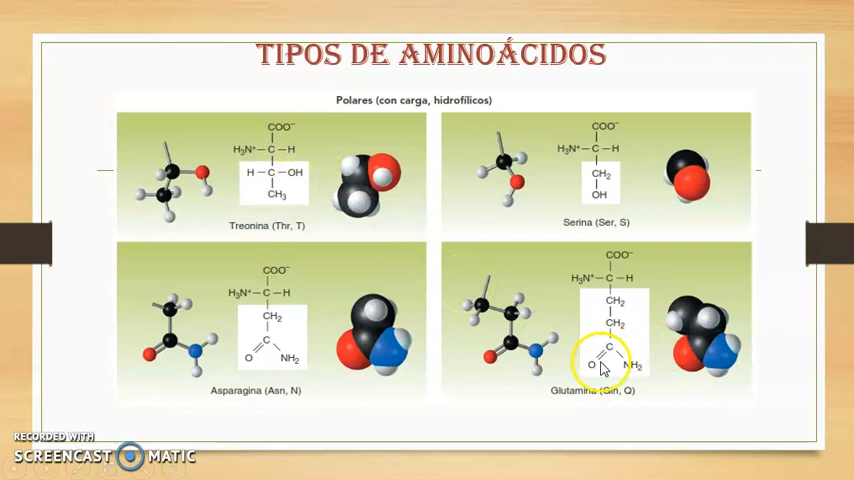 TIPOS DE AMINOÁCIDOS
Polares (con carga, hidrofílicos)
COO⁻
H₃N⁺—C—H
H—C—OH
CH₃
Treonina (Thr, T)
COO⁻
H₃N⁺—C—H
CH₂
OH
Serina (Ser, S)
COO⁻
H₃N⁺—C—H
CH₂
C
O NH₂
Asparagina (Asn, N)
COO⁻
H₃N⁺—C—H
CH₂
CH₂
C
O NH₂
Glutamina (Gln, Q)
RECORDED WITH
SCREENCAST MATIC